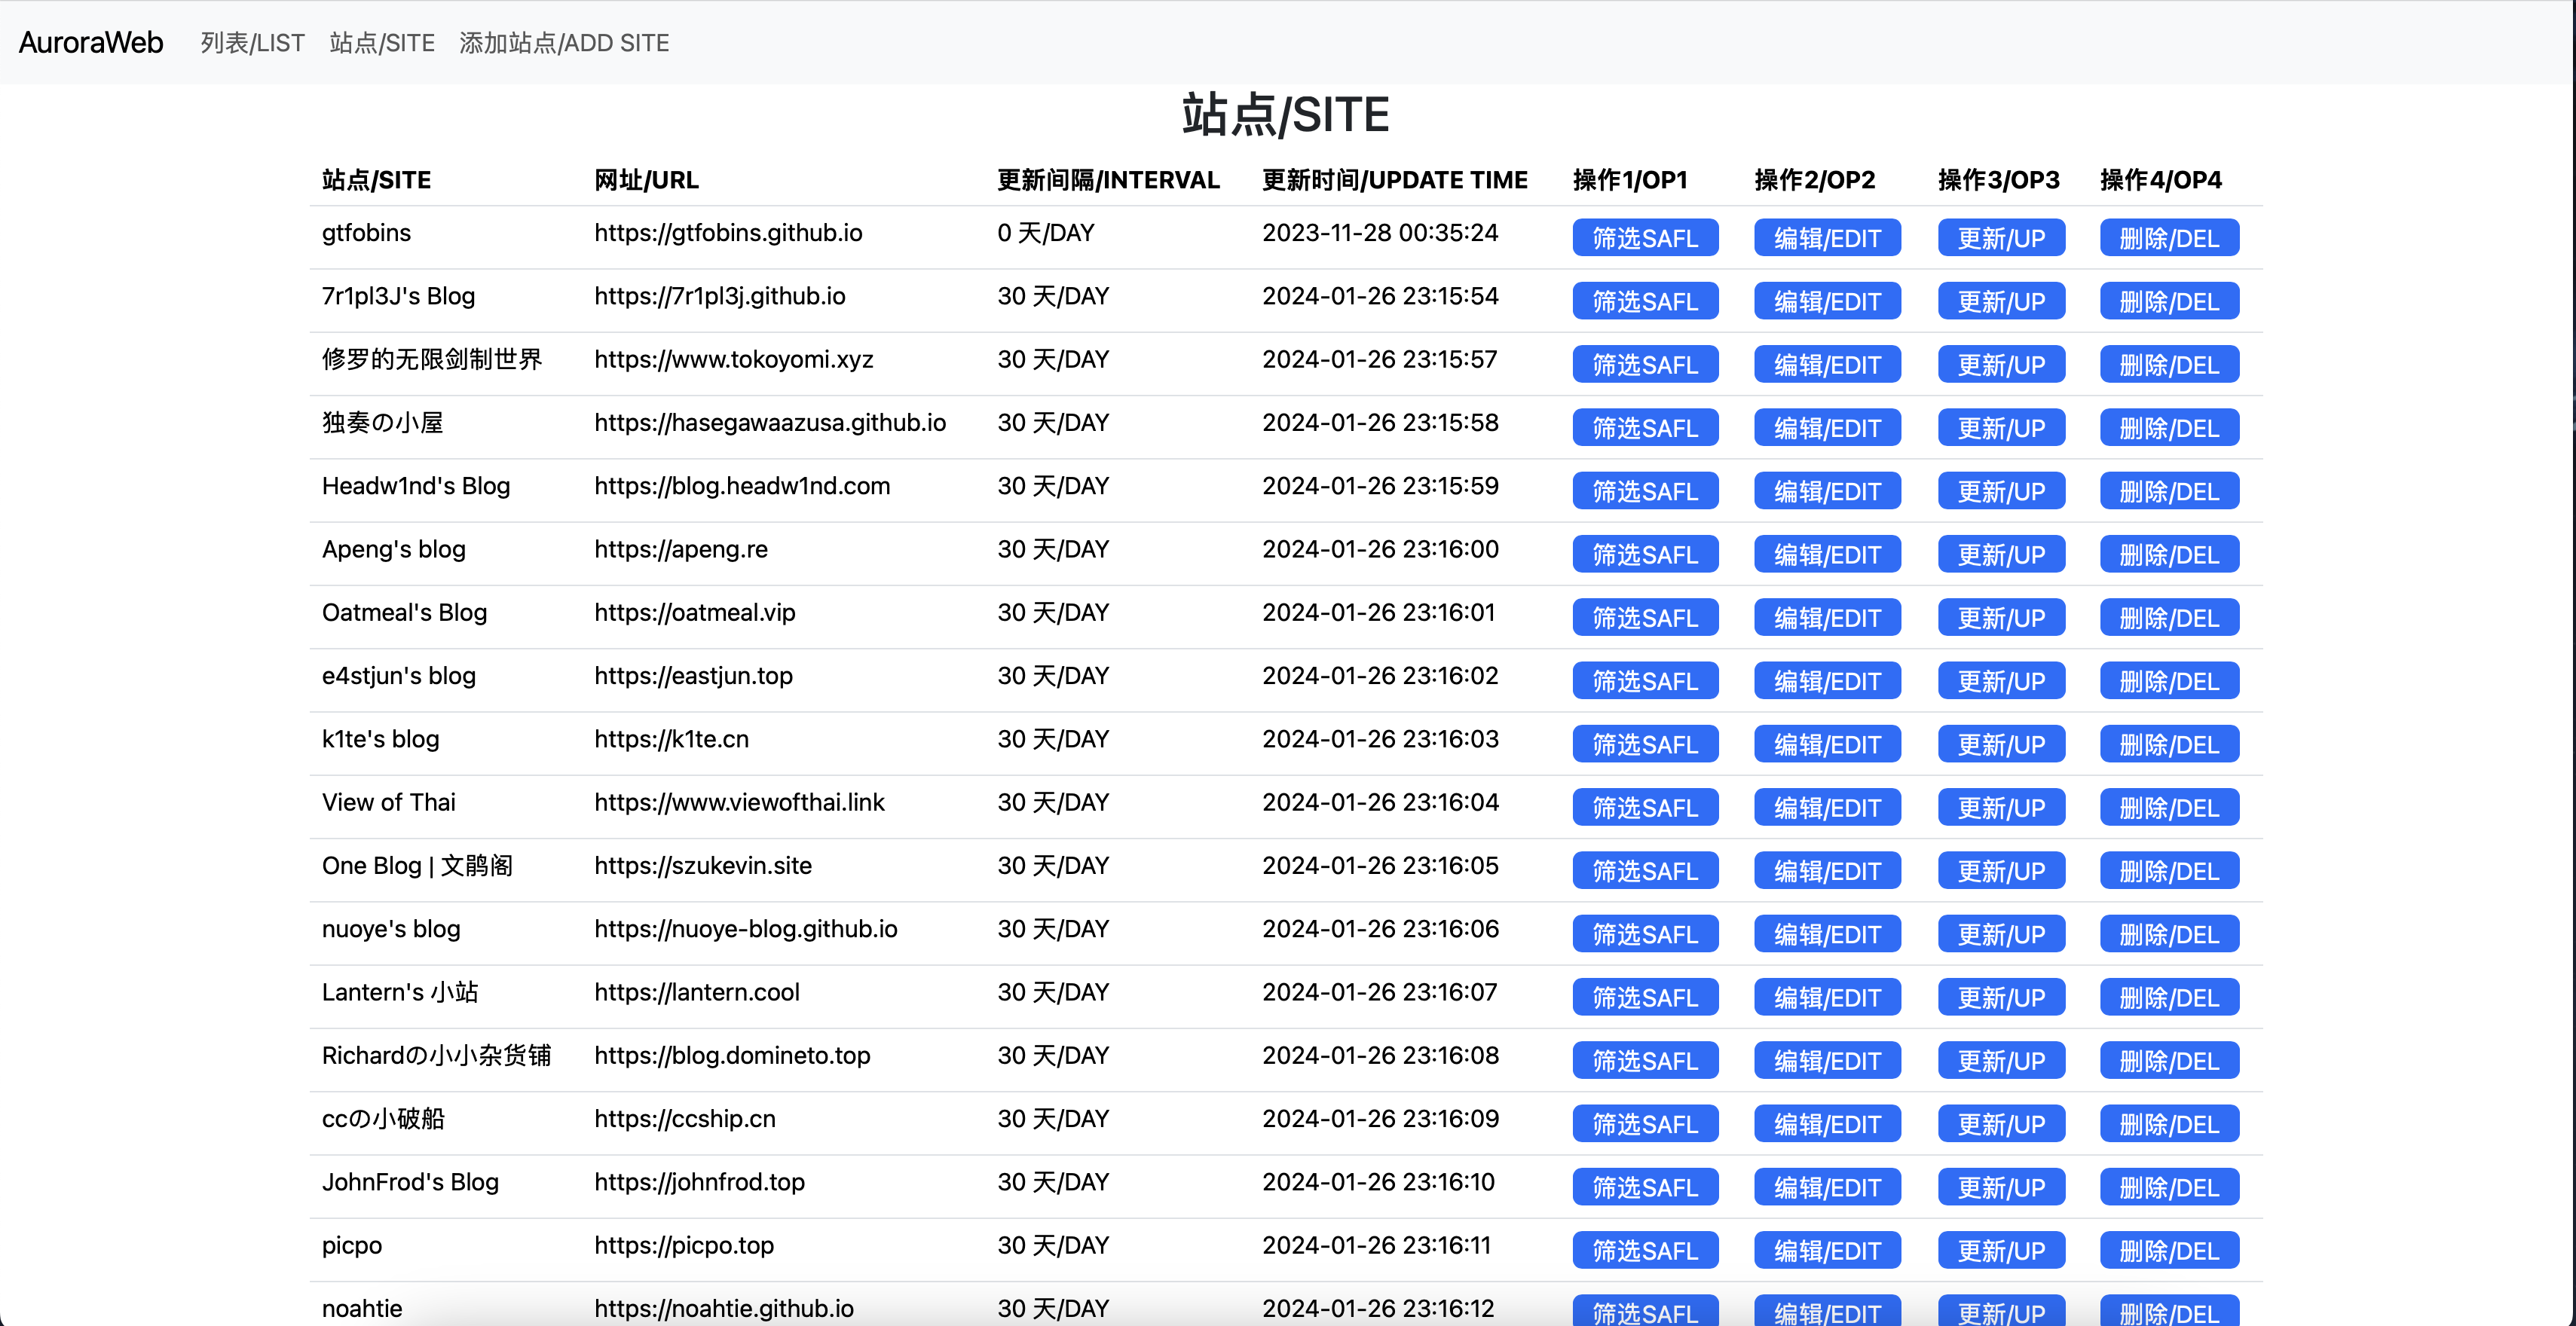 AuroraWeb 列表/LIST 站点/SITE 添加站点/ADD SITE
站点/SITE
站点/SITE 网址/URL 更新间隔/INTERVAL 更新时间/UPDATE TIME 操作1/OP1 操作2/OP2 操作3/OP3 操作4/OP4
gtfobins https://gtfobins.github.io 0 天/DAY 2023-11-28 00:35:24 筛选SAFL 编辑/EDIT 更新/UP 删除/DEL
7r1pl3J's Blog https://7r1pl3j.github.io 30 天/DAY 2024-01-26 23:15:54 筛选SAFL 编辑/EDIT 更新/UP 删除/DEL
修罗的无限剑制世界 https://www.tokoyomi.xyz 30 天/DAY 2024-01-26 23:15:57 筛选SAFL 编辑/EDIT 更新/UP 删除/DEL
独奏の小屋 https://hasegawaazusa.github.io 30 天/DAY 2024-01-26 23:15:58 筛选SAFL 编辑/EDIT 更新/UP 删除/DEL
Headw1nd's Blog https://blog.headw1nd.com 30 天/DAY 2024-01-26 23:15:59 筛选SAFL 编辑/EDIT 更新/UP 删除/DEL
Apeng's blog https://apeng.re 30 天/DAY 2024-01-26 23:16:00 筛选SAFL 编辑/EDIT 更新/UP 删除/DEL
Oatmeal's Blog https://oatmeal.vip 30 天/DAY 2024-01-26 23:16:01 筛选SAFL 编辑/EDIT 更新/UP 删除/DEL
e4stjun's blog https://eastjun.top 30 天/DAY 2024-01-26 23:16:02 筛选SAFL 编辑/EDIT 更新/UP 删除/DEL
k1te's blog https://k1te.cn 30 天/DAY 2024-01-26 23:16:03 筛选SAFL 编辑/EDIT 更新/UP 删除/DEL
View of Thai https://www.viewofthai.link 30 天/DAY 2024-01-26 23:16:04 筛选SAFL 编辑/EDIT 更新/UP 删除/DEL
One Blog | 文鹃阁 https://szukevin.site 30 天/DAY 2024-01-26 23:16:05 筛选SAFL 编辑/EDIT 更新/UP 删除/DEL
nuoye's blog https://nuoye-blog.github.io 30 天/DAY 2024-01-26 23:16:06 筛选SAFL 编辑/EDIT 更新/UP 删除/DEL
Lantern's 小站 https://lantern.cool 30 天/DAY 2024-01-26 23:16:07 筛选SAFL 编辑/EDIT 更新/UP 删除/DEL
Richardの小小杂货铺 https://blog.domineto.top 30 天/DAY 2024-01-26 23:16:08 筛选SAFL 编辑/EDIT 更新/UP 删除/DEL
ccの小破船 https://ccship.cn 30 天/DAY 2024-01-26 23:16:09 筛选SAFL 编辑/EDIT 更新/UP 删除/DEL
JohnFrod's Blog https://johnfrod.top 30 天/DAY 2024-01-26 23:16:10 筛选SAFL 编辑/EDIT 更新/UP 删除/DEL
picpo https://picpo.top 30 天/DAY 2024-01-26 23:16:11 筛选SAFL 编辑/EDIT 更新/UP 删除/DEL
noahtie https://noahtie.github.io 30 天/DAY 2024-01-26 23:16:12 筛选SAFL 编辑/EDIT 更新/UP 删除/DEL